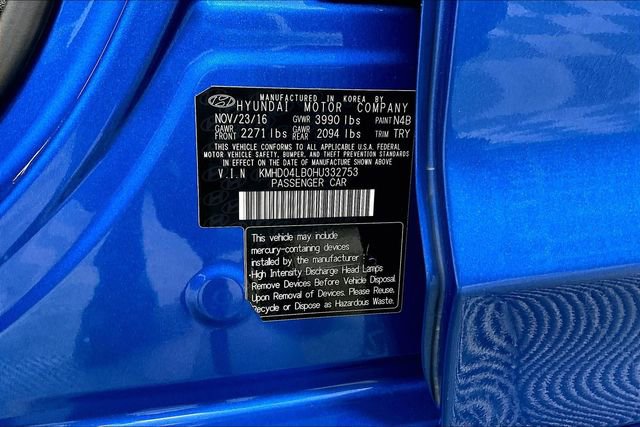 MANUFACTURED IN KOREA BY
HYUNDAI MOTOR COMPANY
NOV/23/16 GVWR 3990 lbs PAINT N4B
GAWR FRONT 2271 lbs GAWR REAR 2094 lbs TRIM TRY
THIS VEHICLE CONFORMS TO ALL APPLICABLE U.S.A. FEDERAL
MOTOR VEHICLE SAFETY, BUMPER, AND THEFT PREVENTION STANDARDS
IN EFFECT ON THE DATE OF MANUFACTURE SHOWN ABOVE.
V.I.N KMHD04LB0HU332753
PASSENGER CAR
This vehicle may include
mercury-containing devices
installed by the manufacturer :
-High Intensity Discharge Head Lamps
Remove Devices Before Vehicle Disposal.
Upon Removal of Devices, Please Reuse,
Recycle or Dispose as Hazardous Waste.